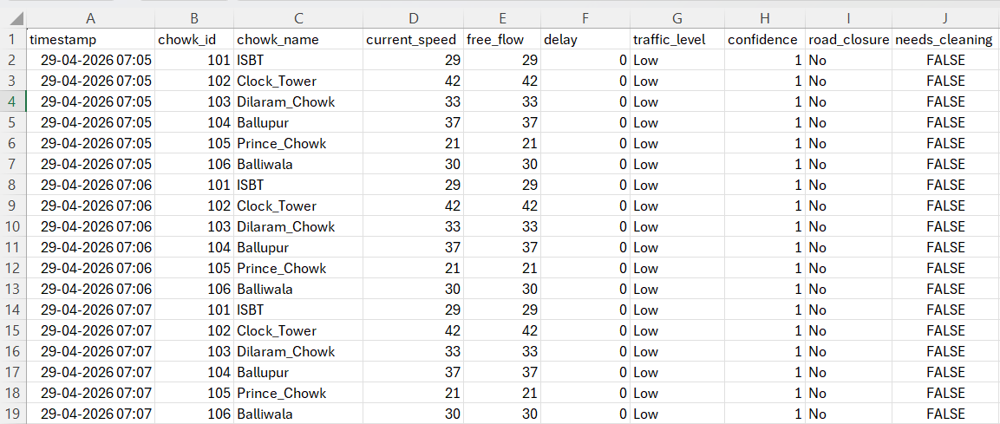 A B C D E F G H I J
1 timestamp chowk_id chowk_name current_speed free_flow delay traffic_level confidence road_closure needs_cleaning
2 29-04-2026 07:05 101 ISBT 29 29 0 Low 1 No FALSE
3 29-04-2026 07:05 102 Clock_Tower 42 42 0 Low 1 No FALSE
4 29-04-2026 07:05 103 Dilaram_Chowk 33 33 0 Low 1 No FALSE
5 29-04-2026 07:05 104 Ballupur 37 37 0 Low 1 No FALSE
6 29-04-2026 07:05 105 Prince_Chowk 21 21 0 Low 1 No FALSE
7 29-04-2026 07:05 106 Balliwala 30 30 0 Low 1 No FALSE
8 29-04-2026 07:06 101 ISBT 29 29 0 Low 1 No FALSE
9 29-04-2026 07:06 102 Clock_Tower 42 42 0 Low 1 No FALSE
10 29-04-2026 07:06 103 Dilaram_Chowk 33 33 0 Low 1 No FALSE
11 29-04-2026 07:06 104 Ballupur 37 37 0 Low 1 No FALSE
12 29-04-2026 07:06 105 Prince_Chowk 21 21 0 Low 1 No FALSE
13 29-04-2026 07:06 106 Balliwala 30 30 0 Low 1 No FALSE
14 29-04-2026 07:07 101 ISBT 29 29 0 Low 1 No FALSE
15 29-04-2026 07:07 102 Clock_Tower 42 42 0 Low 1 No FALSE
16 29-04-2026 07:07 103 Dilaram_Chowk 33 33 0 Low 1 No FALSE
17 29-04-2026 07:07 104 Ballupur 37 37 0 Low 1 No FALSE
18 29-04-2026 07:07 105 Prince_Chowk 21 21 0 Low 1 No FALSE
19 29-04-2026 07:07 106 Balliwala 30 30 0 Low 1 No FALSE